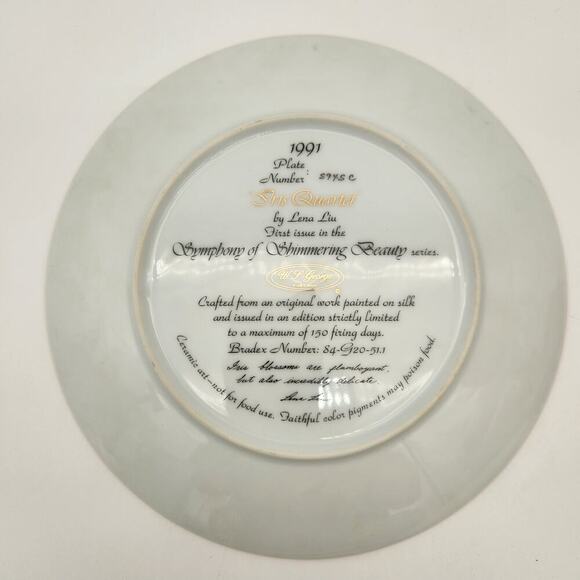 1991
Plate
Number: 5945 C
"Iris Quartet"
by Lena Liu
First issue in the
Symphony of Shimmering Beauty series.
W.S. George
Crafted from an original work painted on silk
and issued in an edition strictly limited
to a maximum of 150 firing days.
Bradex Number: 84-G20-51.1
Iris blossoms are flamboyant,
but also incredibly delicate.
Lena Liu
Ceramic art—not for food use. Faithful color pigments may poison food.